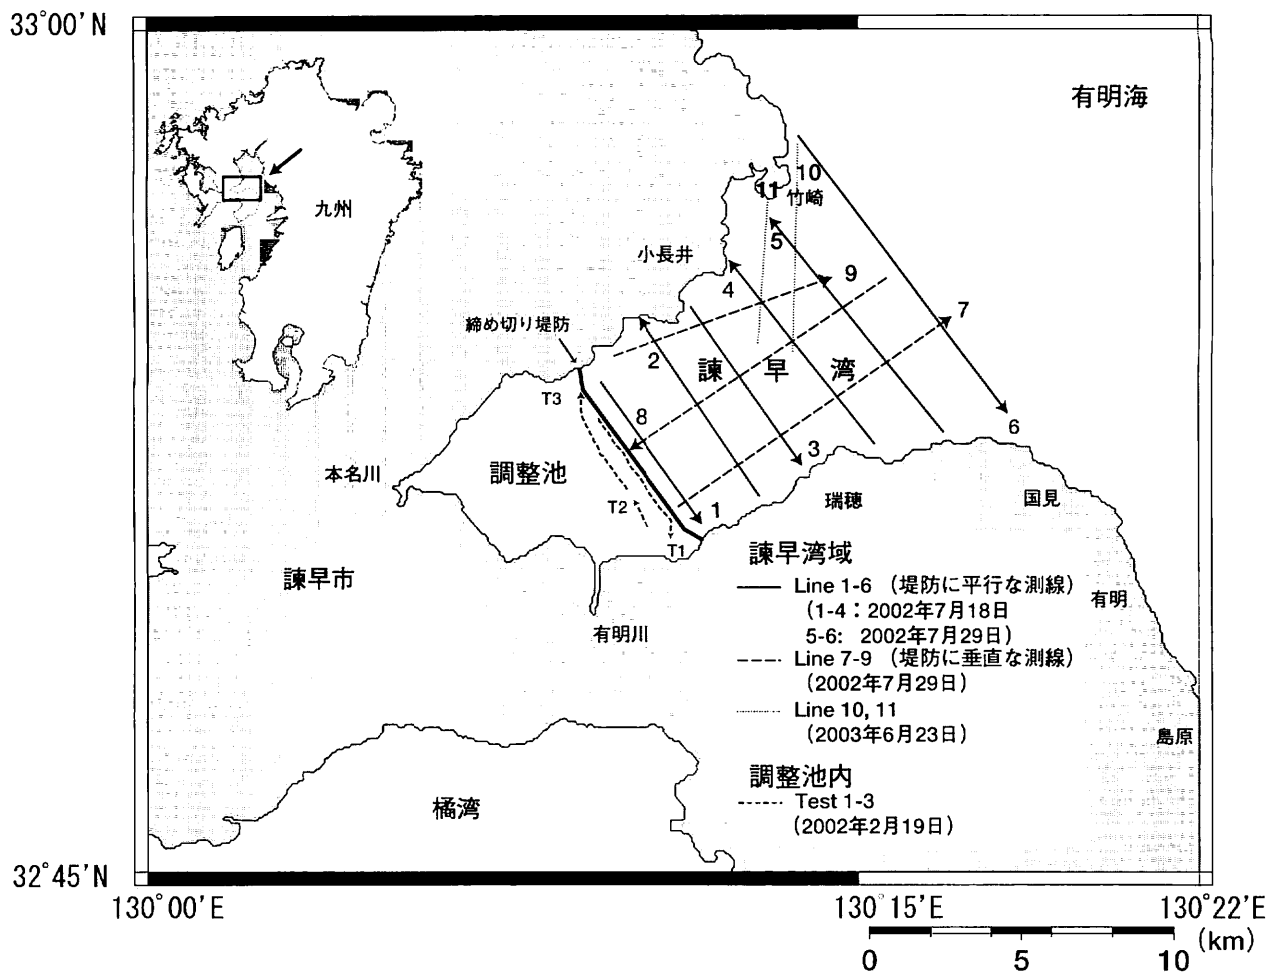 33°00'N
有明海
10
11
竹崎
九州
5
小長井
4
9
7
締め切り堤防
2
諫早湾
T3
8
6
3
本名川
調整池
瑞穂
国見
T2
1
T1
諫早市
諫早湾域
Line 1-6 (堤防に平行な測線)
(1-4：2002年7月18日
5-6: 2002年7月29日)
有明
有明川
Line 7-9 (堤防に垂直な測線)
(2002年7月29日)
Line 10, 11
(2003年6月23日)
島原
調整池内
橘湾
Test 1-3
(2002年2月19日)
32°45'N
130°00'E
130°15'E
130°22'E
(km)
0
5
10